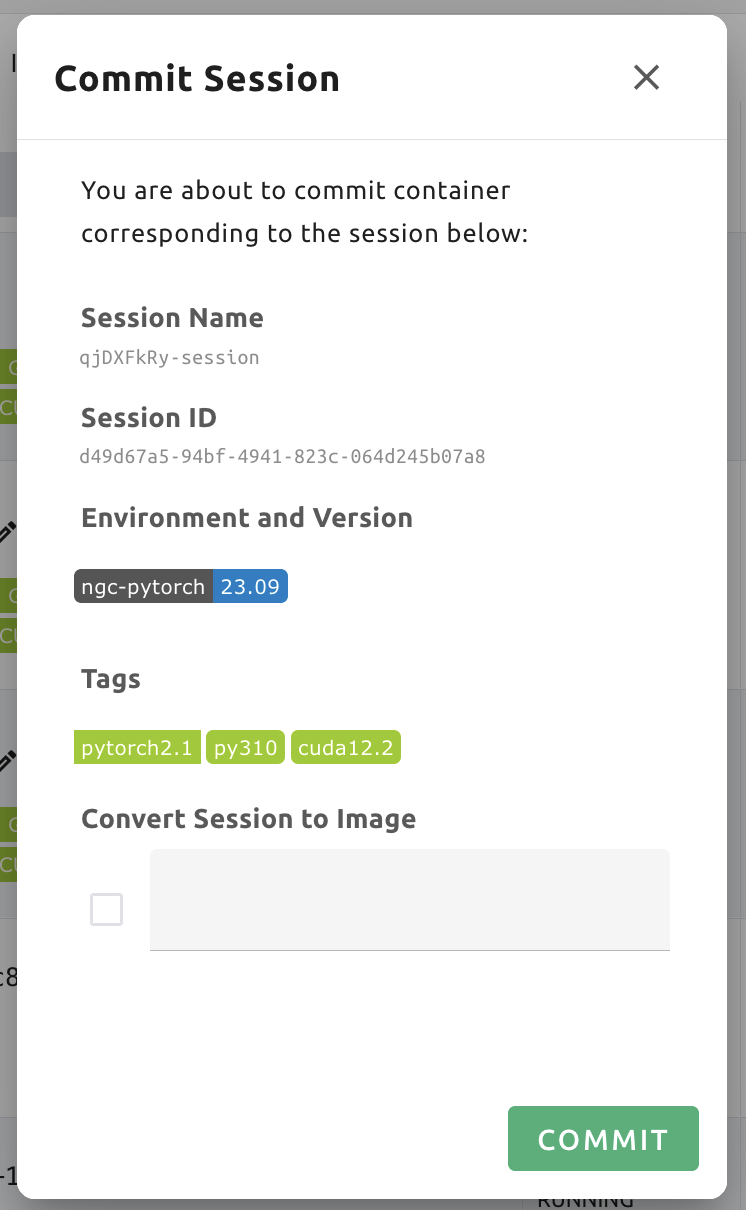 Commit Session
You are about to commit container
corresponding to the session below:
Session Name
qjDXFkRy-session
Session ID
d49d67a5-94bf-4941-823c-064d245b07a8
Environment and Version
ngc-pytorch 23.09
Tags
pytorch2.1 py310 cuda12.2
Convert Session to Image
COMMIT
RUNNING